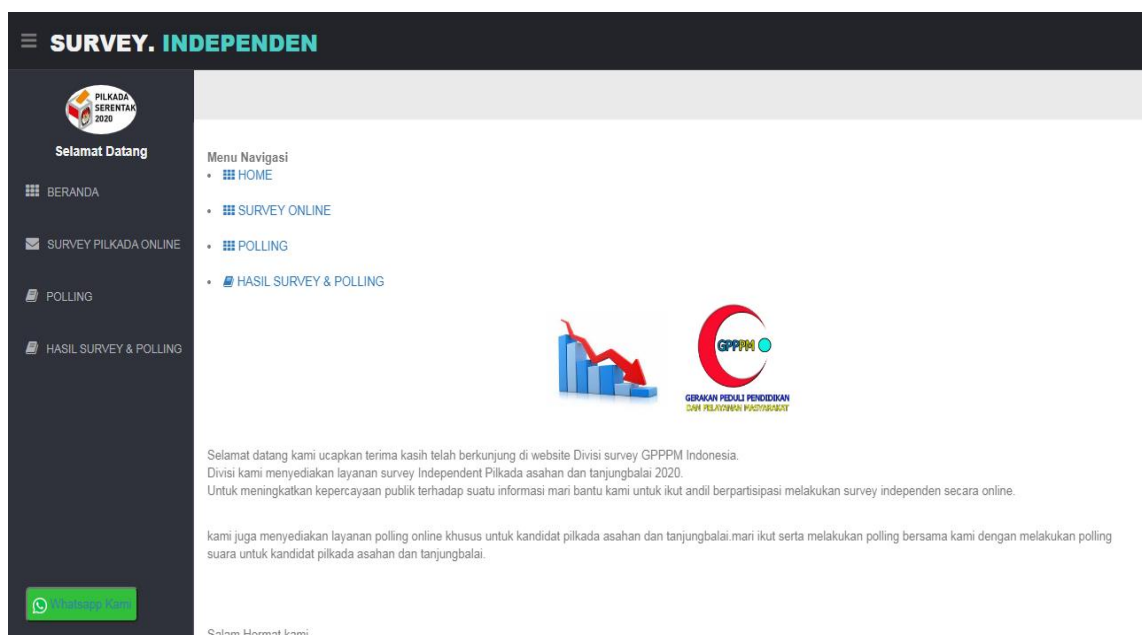 SURVEY. INDEPENDEN
PILKADA
SERENTAK
2020
Selamat Datang
BERANDA
SURVEY PILKADA ONLINE
POLLING
HASIL SURVEY & POLLING
Whatsapp Kami
Menu Navigasi
HOME
SURVEY ONLINE
POLLING
HASIL SURVEY & POLLING
GPPPM
GERAKAN PEDULI PENDIDIKAN
DAN PELAYANAN MASYARAKAT
Selamat datang kami ucapkan terima kasih telah berkunjung di website Divisi survey GPPPM Indonesia.
Divisi kami menyediakan layanan survey Independent Pilkada asahan dan tanjungbalai 2020.
Untuk meningkatkan kepercayaan publik terhadap suatu informasi mari bantu kami untuk ikut andil berpartisipasi melakukan survey independen secara online.
kami juga menyediakan layanan polling online khusus untuk kandidat pilkada asahan dan tanjungbalai.mari ikut serta melakukan polling bersama kami dengan melakukan polling
suara untuk kandidat pilkada asahan dan tanjungbalai.
Salam Hormat kami